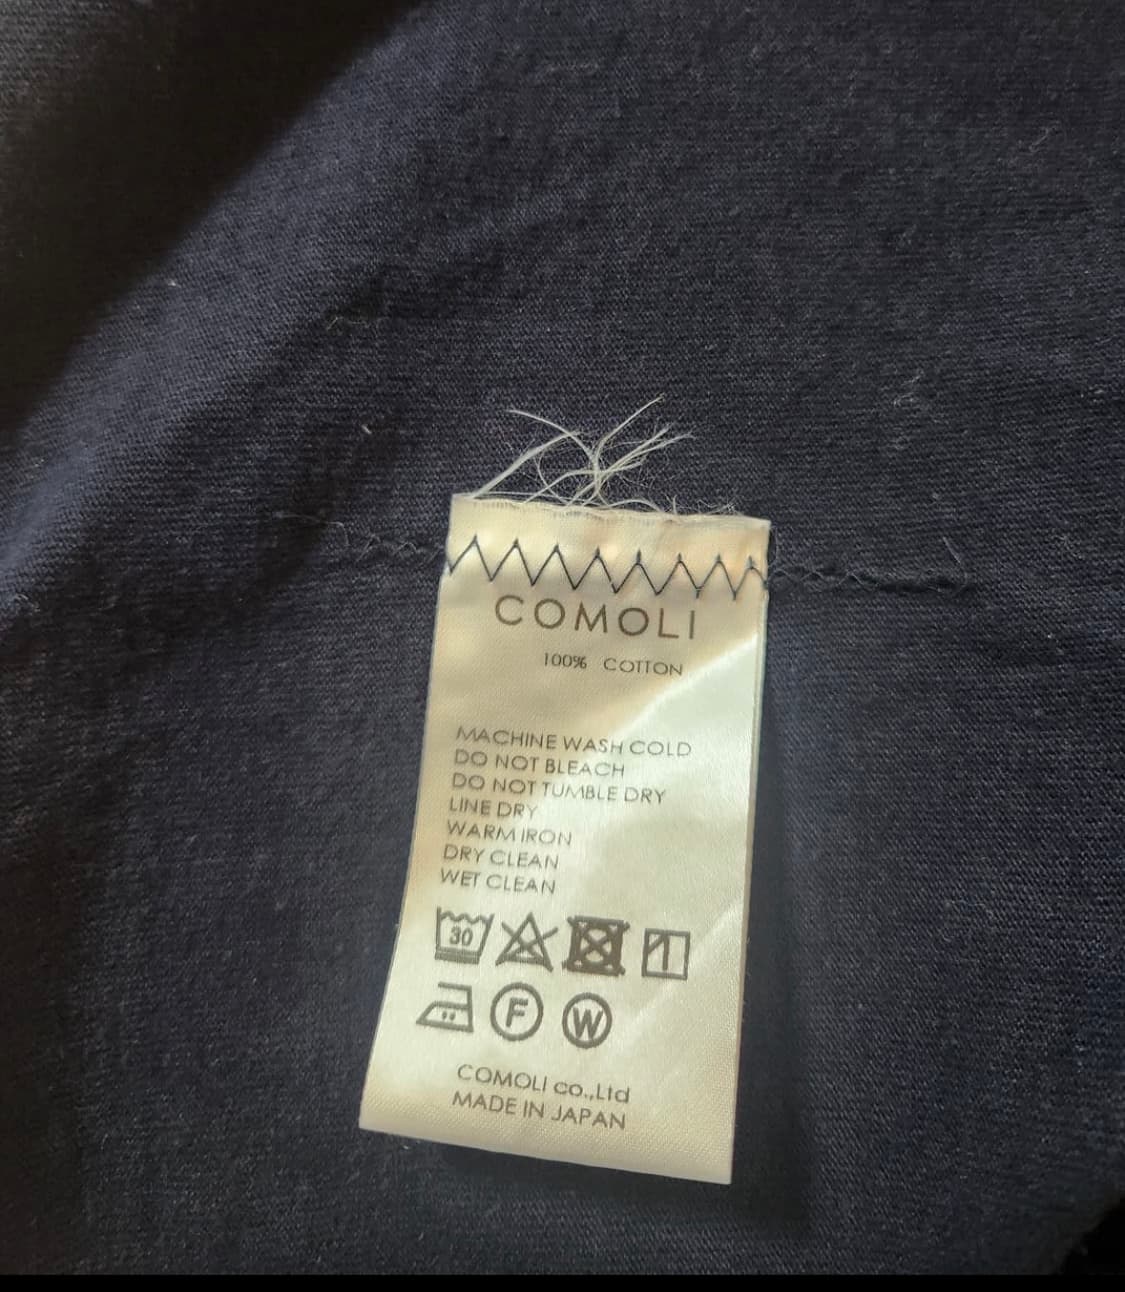 COMOLI
100% COTTON
MACHINE WASH COLD
DO NOT BLEACH
DO NOT TUMBLE DRY
LINE DRY
WARM IRON
DRY CLEAN
WET CLEAN
30
F W
COMOLI co.,Ltd
MADE IN JAPAN